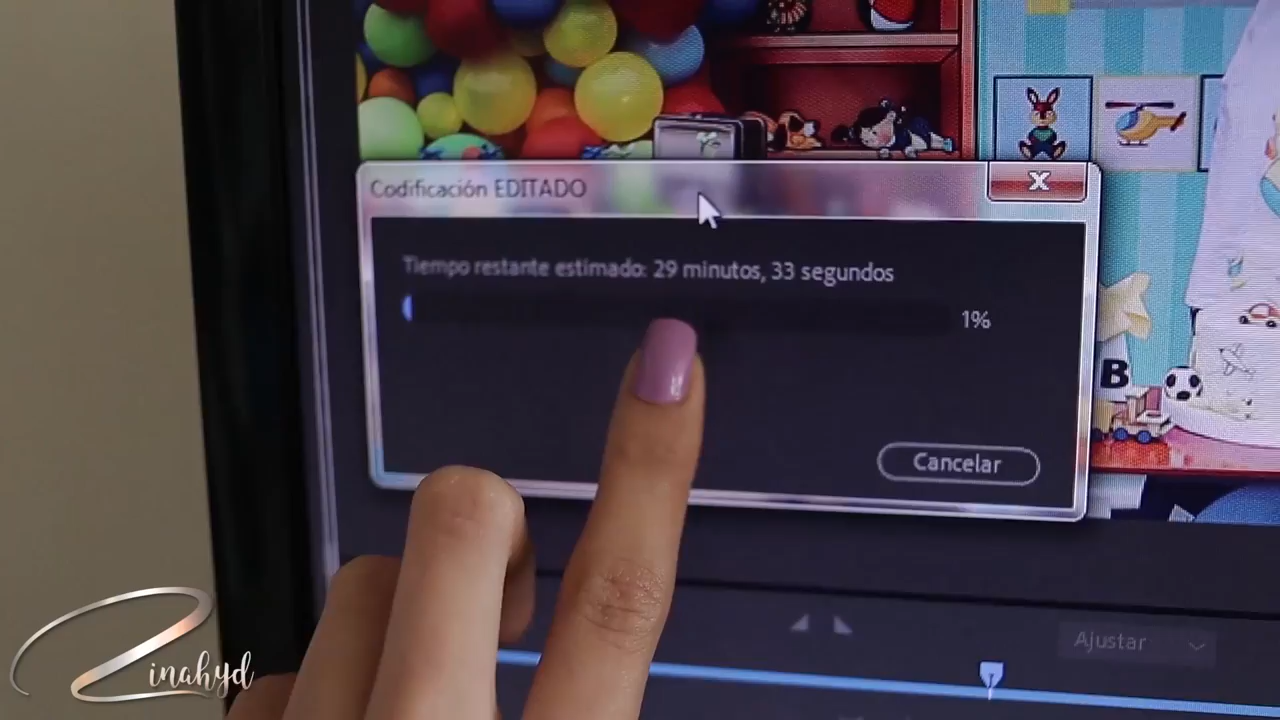 Codificación EDITADO
X
Tiempo restante estimado: 29 minutos, 33 segundos
1%
B
Cancelar
Ajustar
Zinahyd